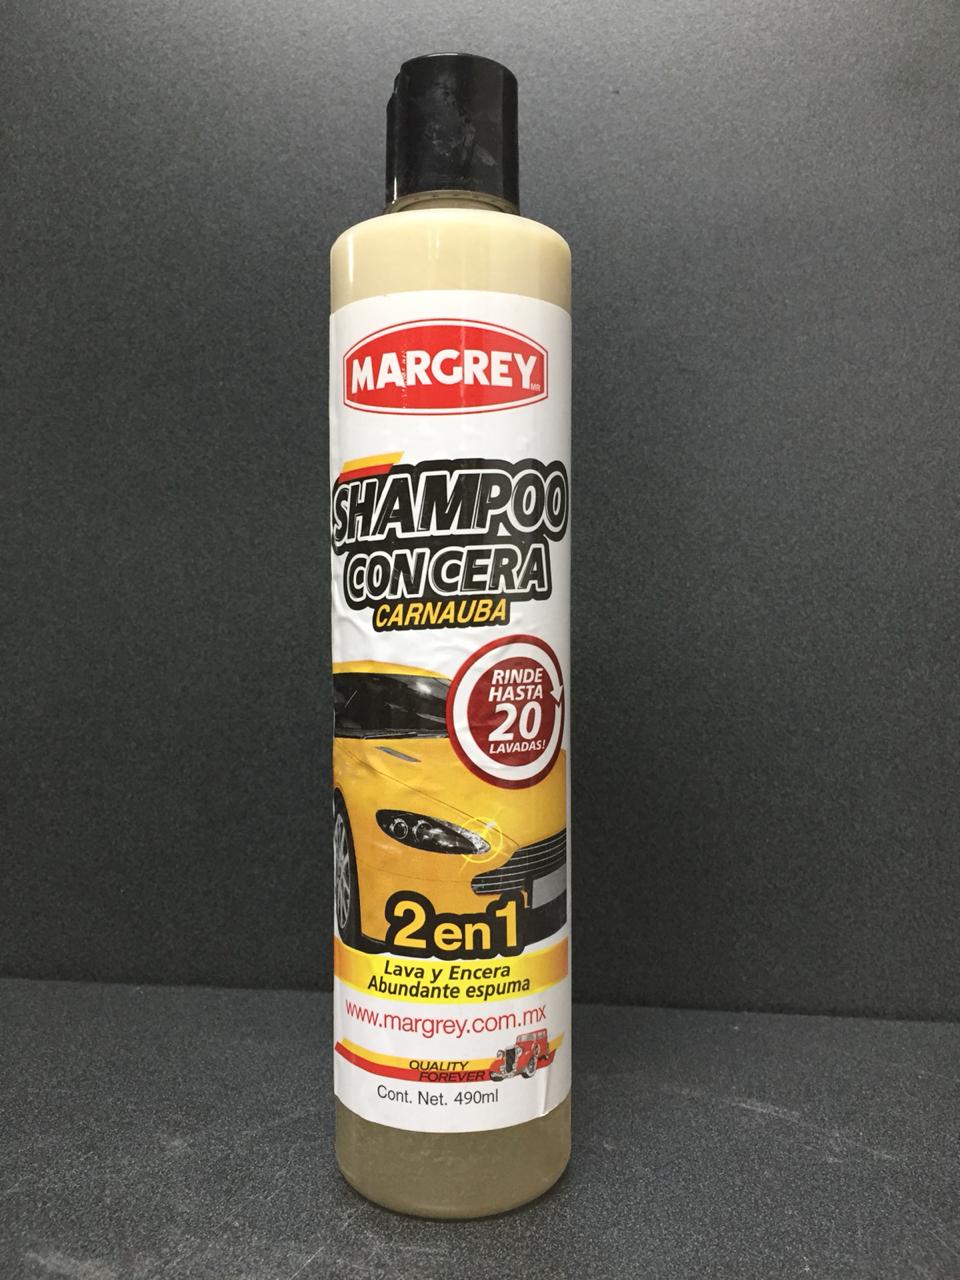 MARGREY
MR
SHAMPOO
CON CERA
CARNAUBA
RINDE
HASTA
20
LAVADAS!
2 en 1
Lava y Encera
Abundante espuma
www.margrey.com.mx
QUALITY
FOREVER
Cont. Net. 490ml